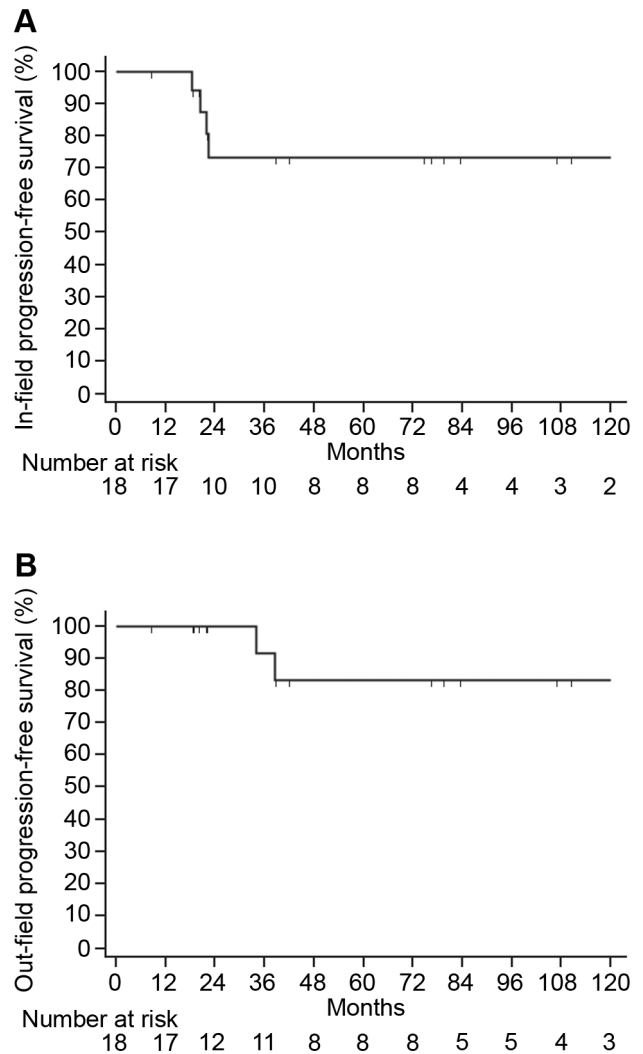 A
In-field progression-free survival (%)
100
90
80
70
60
50
40
30
20
10
0
0 12 24 36 48 60 72 84 96 108 120
Months
Number at risk
18 17 10 10 8 8 8 4 4 3 2
B
Out-field progression-free survival (%)
100
90
80
70
60
50
40
30
20
10
0
0 12 24 36 48 60 72 84 96 108 120
Months
Number at risk
18 17 12 11 8 8 8 5 5 4 3